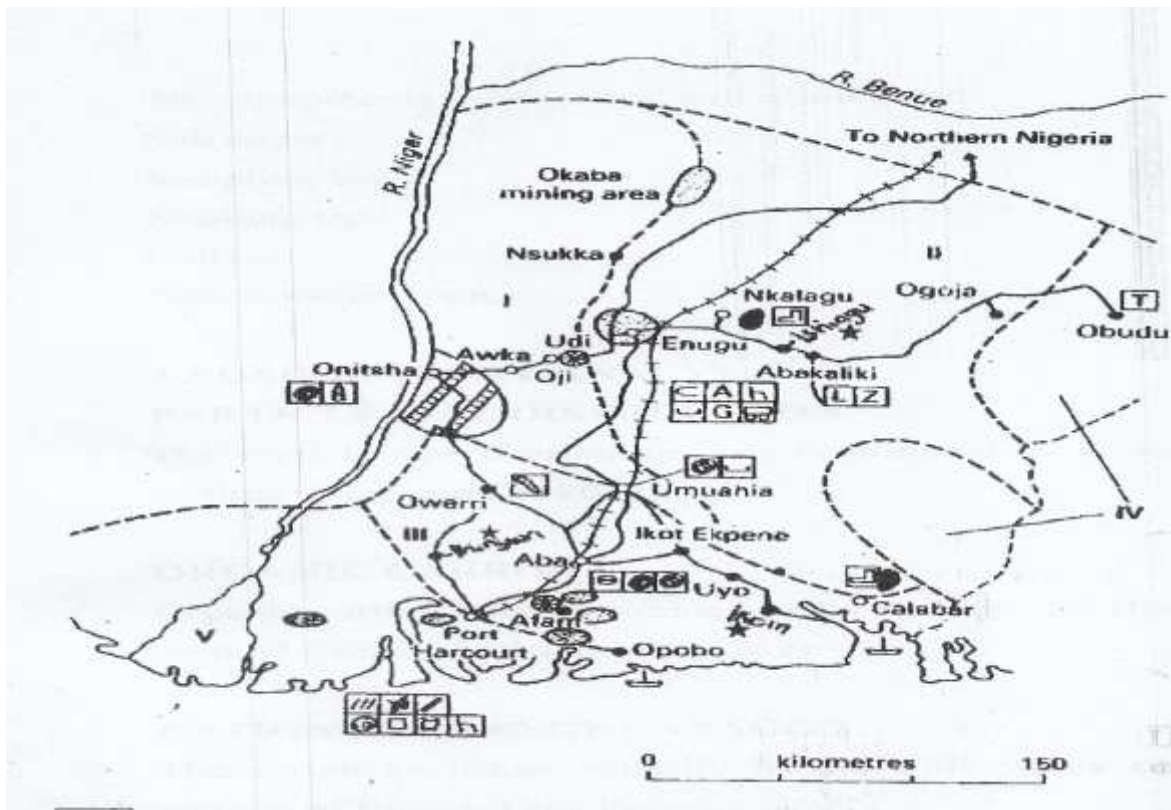 R. Benue
R. Niger
To Northern Nigeria
Okaba
mining area
Nsukka
I
II
Nkalagu
Ogoja
T
Obudu
Udi
Enugu
Awka
Oji
Onitsha
Abakaliki
A
L Z
A
G
Umuahia
Owerri
IV
III
Ikot Ekpene
Aba
Uyo
Calabar
Afam
V
Port
Harcourt
Opobo
0 kilometres 150